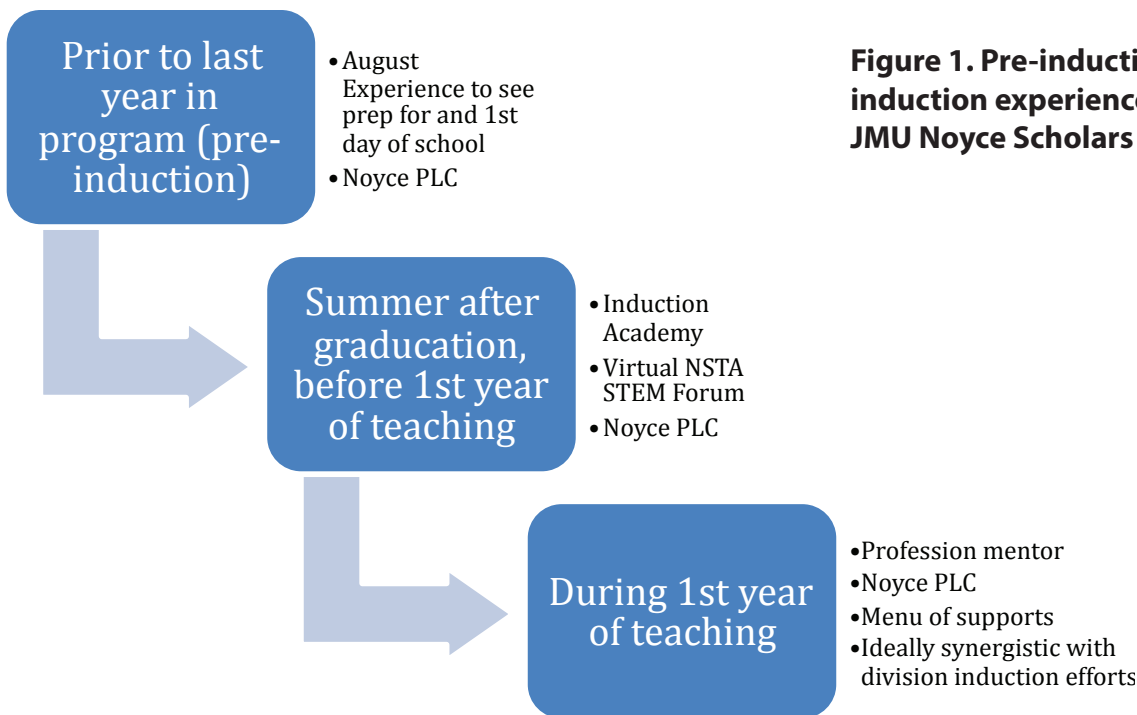 Prior to last
year in
program (pre-
induction)
• August
Experience to see
prep for and 1st
day of school
• Noyce PLC
Figure 1. Pre-inducti
induction experience
JMU Noyce Scholars
Summer after
graducation,
before 1st year
of teaching
• Induction
Academy
• Virtual NSTA
STEM Forum
• Noyce PLC
During 1st year
of teaching
•Profession mentor
•Noyce PLC
•Menu of supports
•Ideally synergistic with
division induction efforts